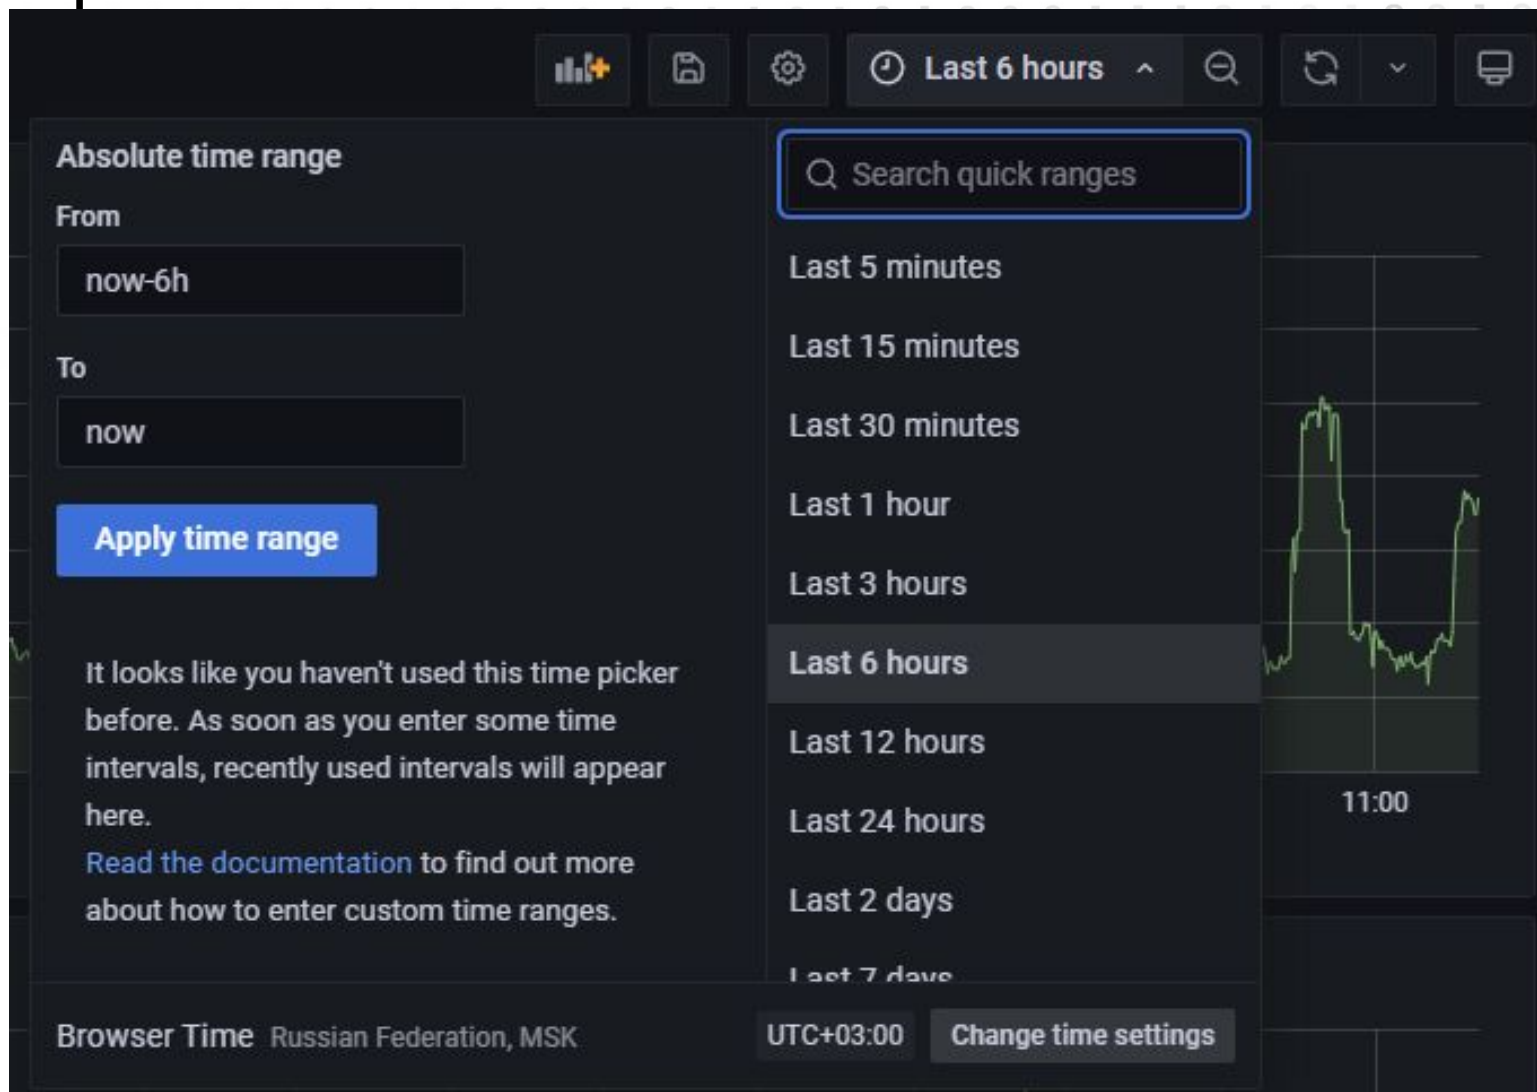 Last 6 hours
Absolute time range
From
now-6h
To
now
Apply time range
It looks like you haven't used this time picker
before. As soon as you enter some time
intervals, recently used intervals will appear
here.
Read the documentation to find out more
about how to enter custom time ranges.
Search quick ranges
Last 5 minutes
Last 15 minutes
Last 30 minutes
Last 1 hour
Last 3 hours
Last 6 hours
Last 12 hours
Last 24 hours
Last 2 days
Last 7 days
11:00
Browser Time Russian Federation, MSK UTC+03:00 Change time settings